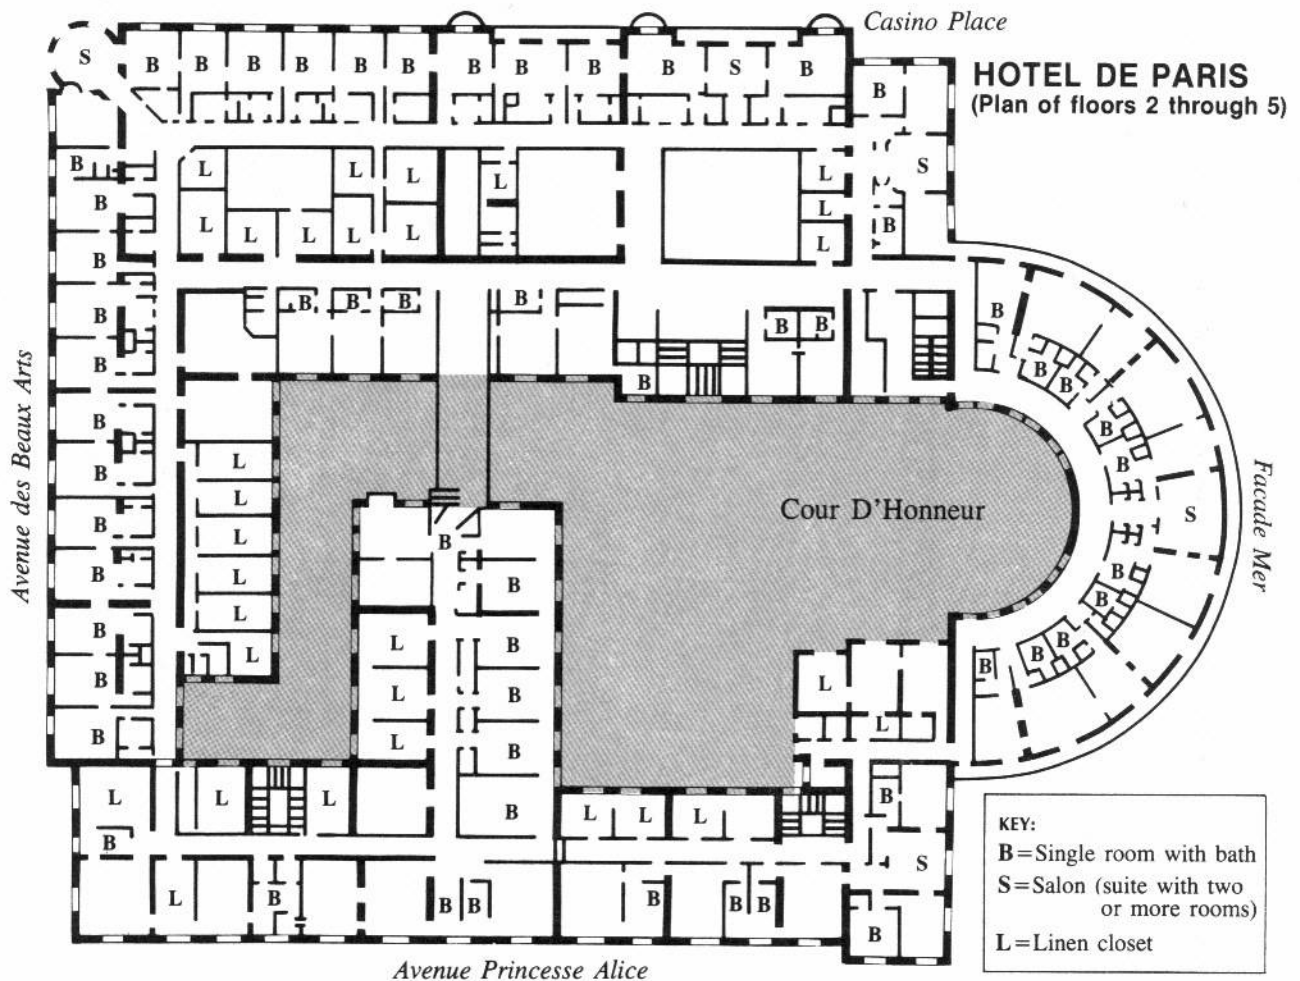 Casino Place
HOTEL DE PARIS
(Plan of floors 2 through 5)
S B B B B B B B B B B S B
B
B L L L L L S
B L
L L L L L B L
B
B B B B B
B B B
B B B B
B B
B L B
L
B L B Cour D'Honneur S
B L B B
L B
B L B B
B L B B
L B L
B L B L
L L L B L L L B
B
L B B B B B B S
B
Avenue des Beaux Arts
Facade Mer
Avenue Princesse Alice
KEY:
B=Single room with bath
S=Salon (suite with two
or more rooms)
L=Linen closet